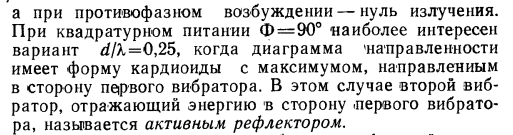 а при противофазном возбуждении — нуль излучения.
При квадратурном питании Ф=90° наиболее интересен
вариант d/λ=0,25, когда диаграмма направленности
имеет форму кардиоиды с максимумом, направленным
в сторону первого вибратора. В этом случае второй виб-
ратор, отражающий энергию в сторону первого вибрато-
ра, называется активным рефлектором.